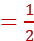 = 1/2